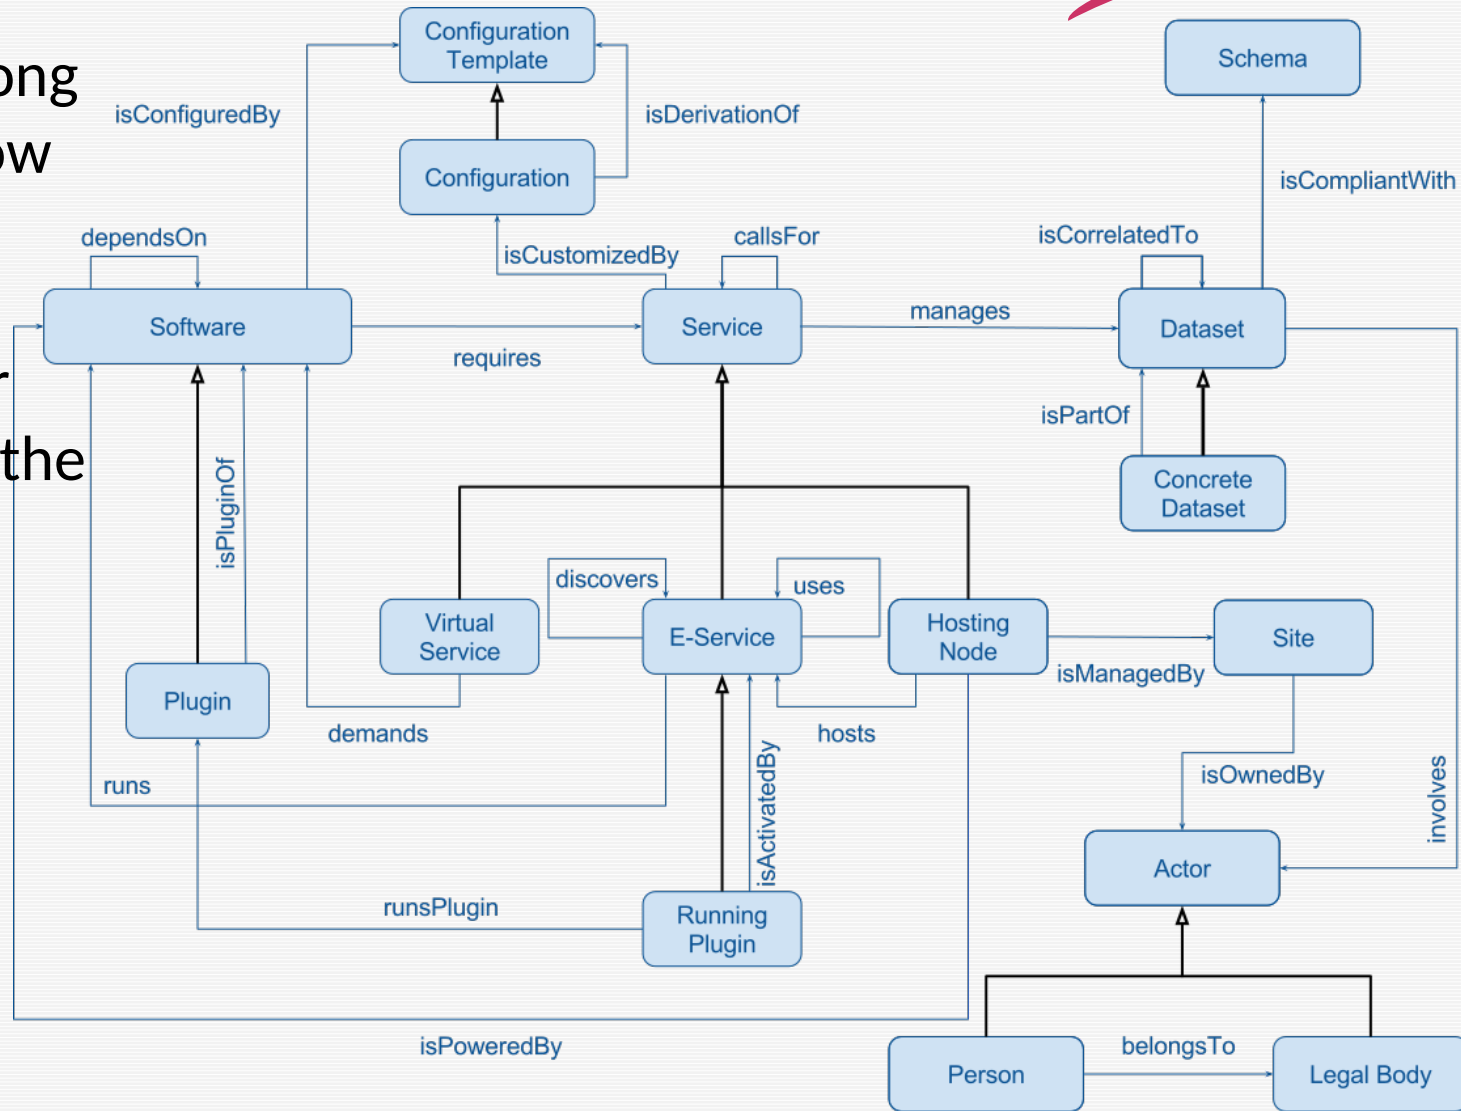 ong
ow
r
the
Configuration
Template
Schema
isConfiguredBy
isDerivationOf
Configuration
isCompliantWith
dependsOn
isCustomizedBy
callsFor
isCorrelatedTo
Software
requires
Service
manages
Dataset
isPartOf
Concrete
Dataset
isPluginOf
discovers
uses
Virtual
Service
E-Service
Hosting
Node
isManagedBy
Site
Plugin
demands
hosts
runs
isActivatedBy
isOwnedBy
involves
Actor
runsPlugin
Running
Plugin
isPoweredBy
Person
belongsTo
Legal Body